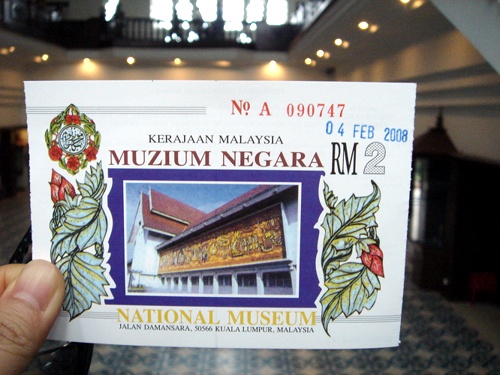 No. A 090747
04 FEB 2008
KERAJAAN MALAYSIA
MUZIUM NEGARA RM 2
NATIONAL MUSEUM
JALAN DAMANSARA, 50566 KUALA LUMPUR, MALAYSIA